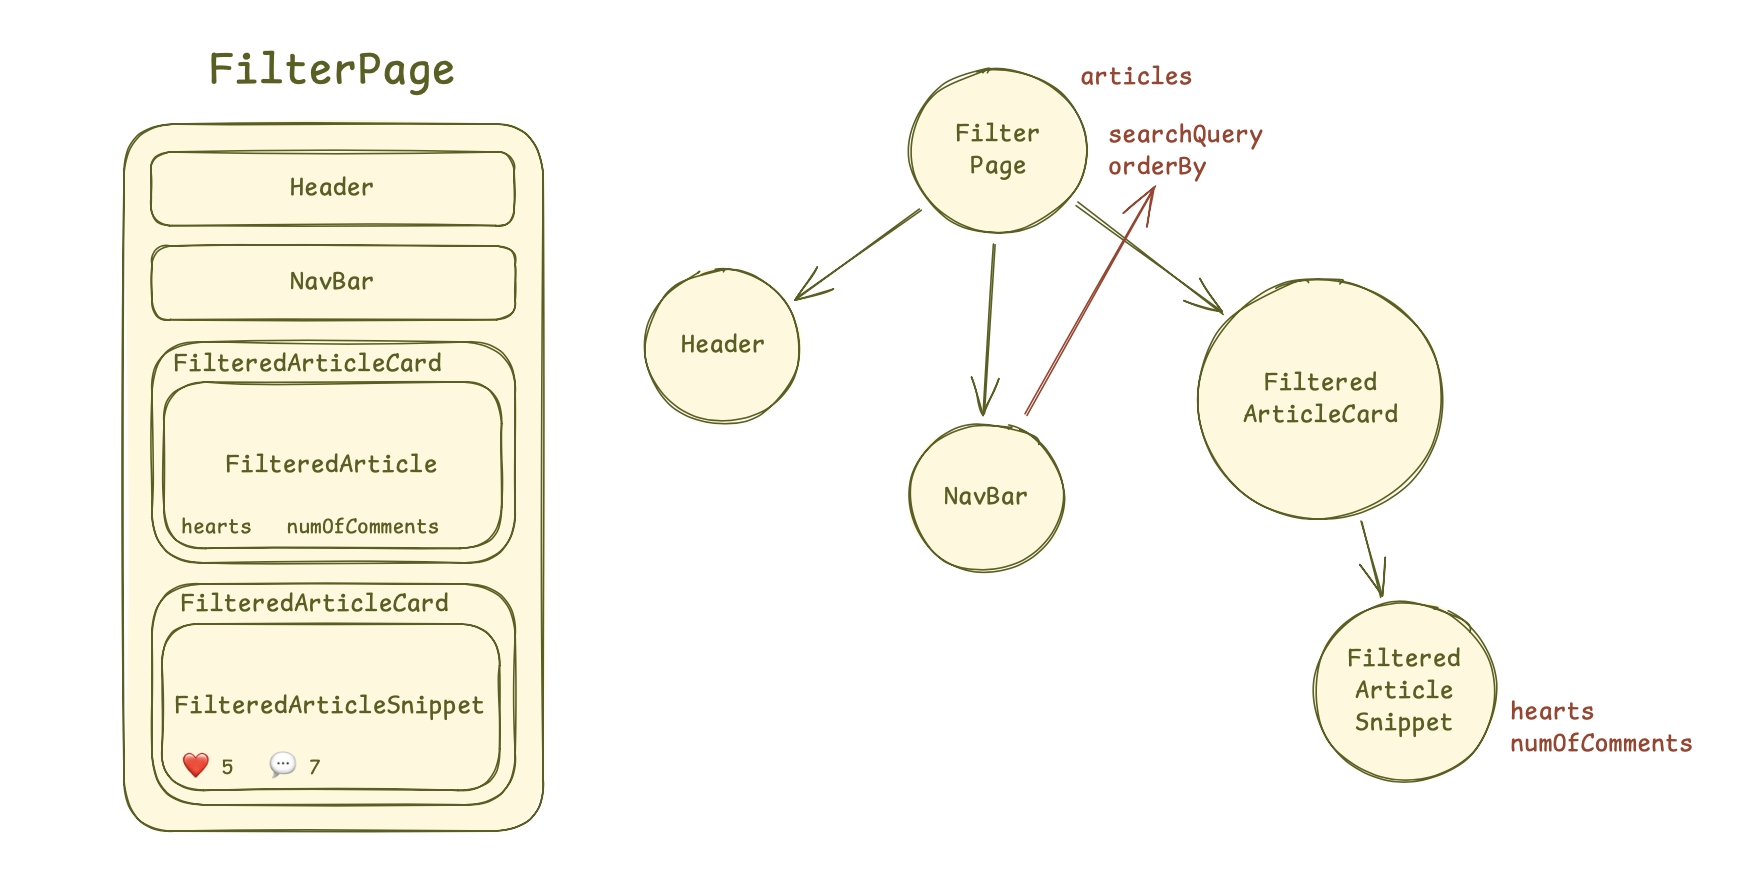 FilterPage
Header
NavBar
FilteredArticleCard
FilteredArticle
hearts numOfComments
FilteredArticleCard
FilteredArticleSnippet
❤️ 5 💬 7
Filter
Page
articles
searchQuery
orderBy
Header
NavBar
Filtered
ArticleCard
Filtered
Article
Snippet
hearts
numOfComments